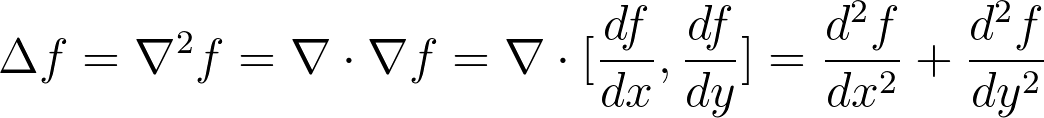 Δf = ∇²f = ∇ · ∇f = ∇ · [df/dx, df/dy] = d²f/dx² + d²f/dy²